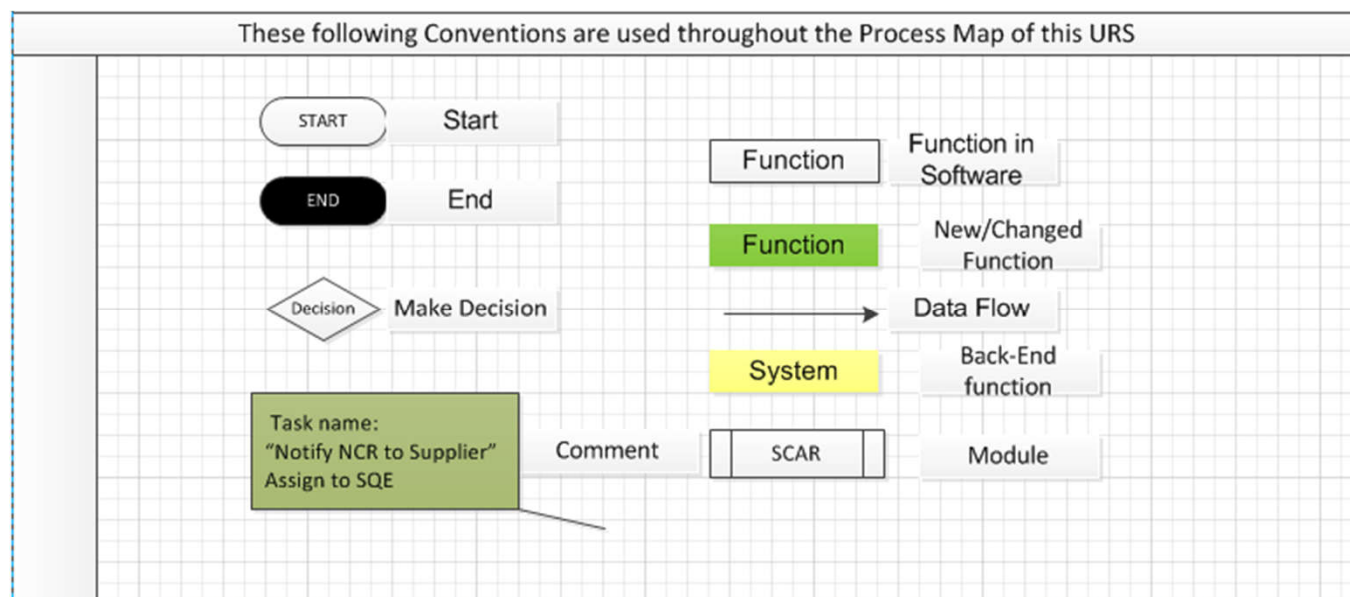 These following Conventions are used throughout the Process Map of this URS
START
Start
END
End
Decision
Make Decision
Task name:
“Notify NCR to Supplier”
Assign to SQE
Comment
Function
Function in
Software
Function
New/Changed
Function
Data Flow
System
Back-End
function
SCAR
Module